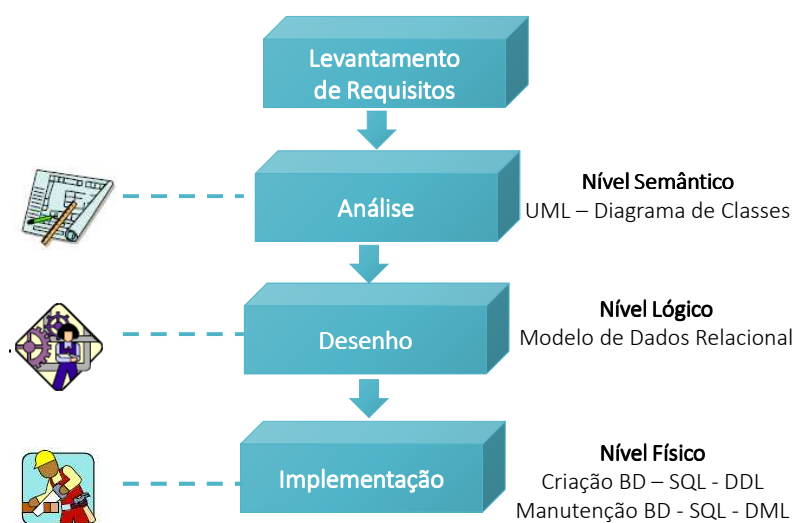 Levantamento
de Requisitos
Análise
Nível Semântico
UML – Diagrama de Classes
Desenho
Nível Lógico
Modelo de Dados Relacional
Implementação
Nível Físico
Criação BD – SQL - DDL
Manutenção BD - SQL - DML